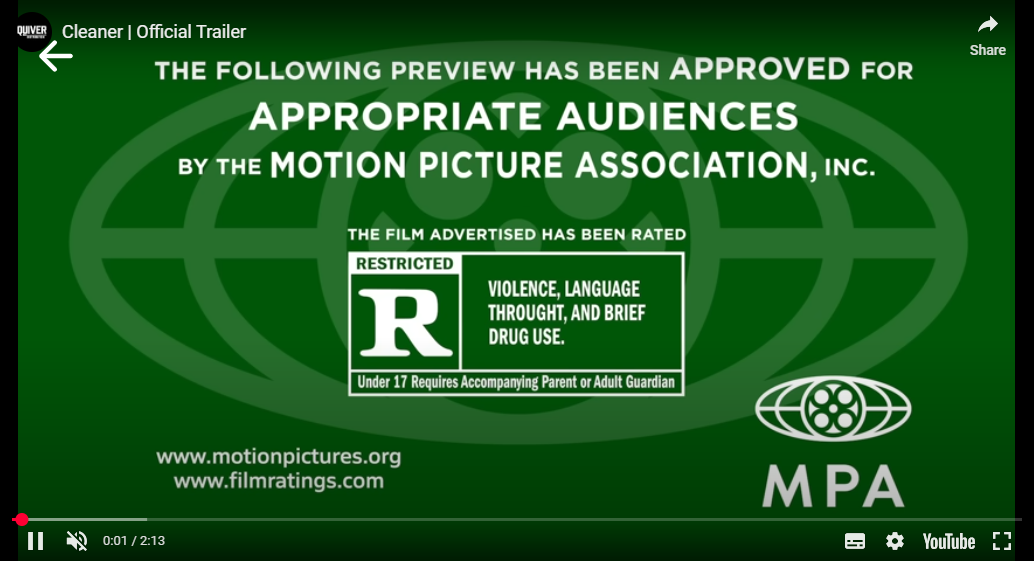 QUIVER
Cleaner | Official Trailer
Share
THE FOLLOWING PREVIEW HAS BEEN APPROVED FOR
APPROPRIATE AUDIENCES
BY THE MOTION PICTURE ASSOCIATION, INC.
THE FILM ADVERTISED HAS BEEN RATED
RESTRICTED
R
VIOLENCE, LANGUAGE
THROUGHT, AND BRIEF
DRUG USE.
Under 17 Requires Accompanying Parent or Adult Guardian
www.motionpictures.org
www.filmratings.com
MPA
0:01 / 2:13
YouTube